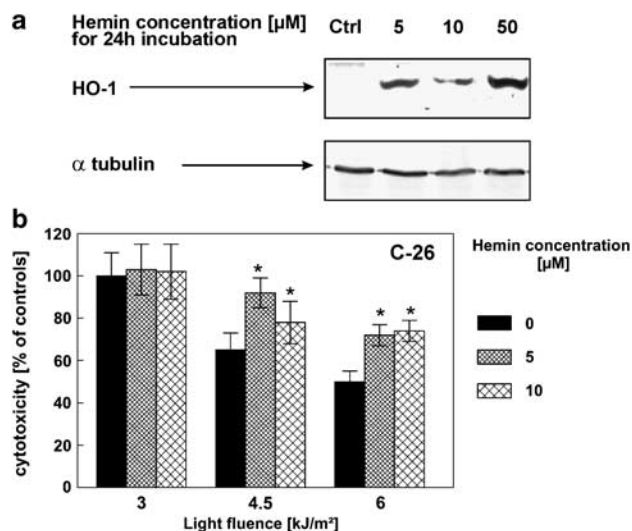 a
Hemin concentration [µM]
for 24h incubation
Ctrl 5 10 50
HO-1
α tubulin
b
C-26
120
100
80
60
40
20
0
cytotoxicity [% of controls]
* * * *
3 4.5 6
Light fluence [kJ/m²]
Hemin concentration
[µM]
0
5
10